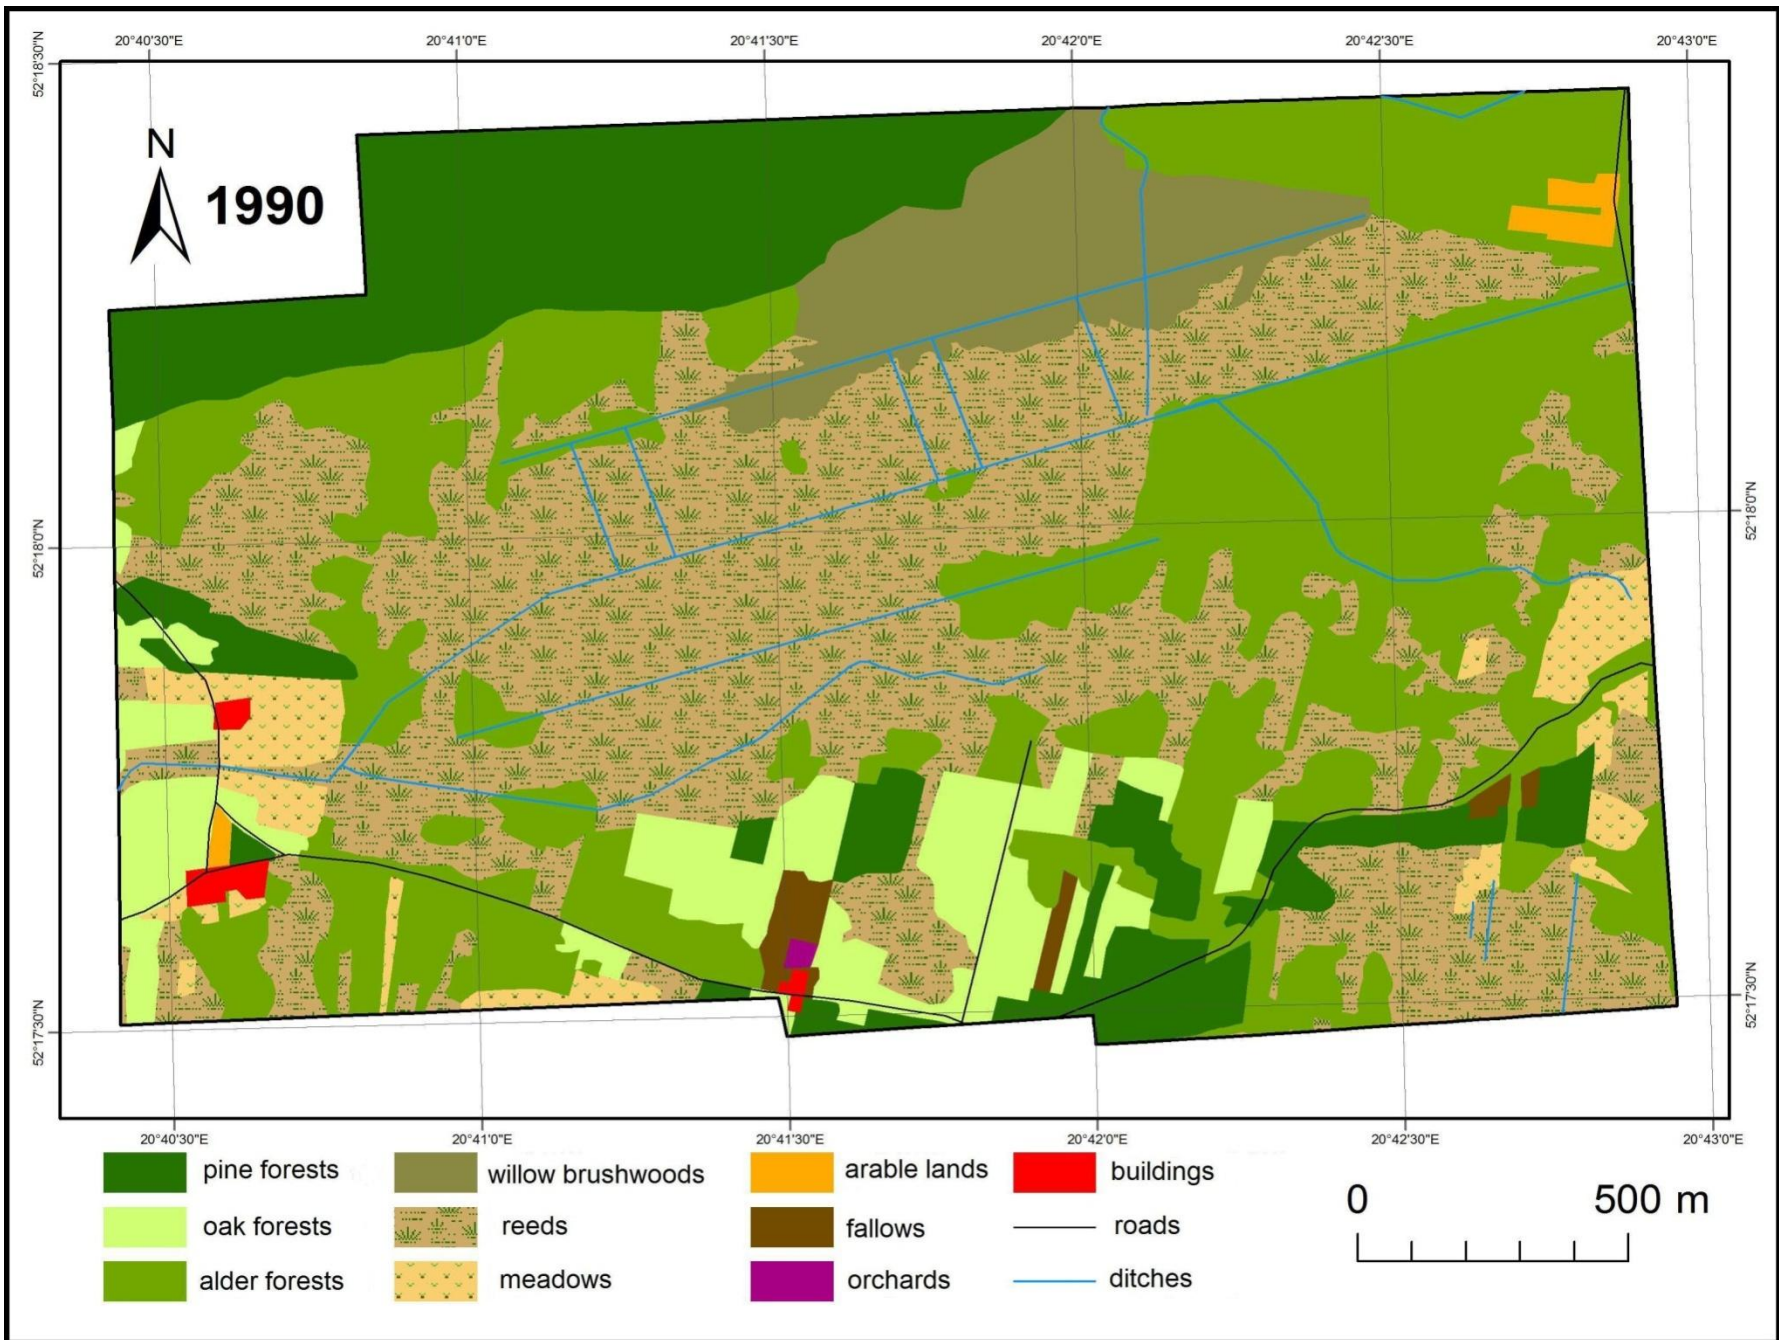 20°40'30"E 20°41'0"E 20°41'30"E 20°42'0"E 20°42'30"E 20°43'0"E
52°18'30"N
N
1990
52°18'0"N
52°18'0"N
52°17'30"N
52°17'30"N
20°40'30"E 20°41'0"E 20°41'30"E 20°42'0"E 20°42'30"E 20°43'0"E
pine forests willow brushwoods arable lands buildings
oak forests reeds fallows roads
alder forests meadows orchards ditches
0 500 m